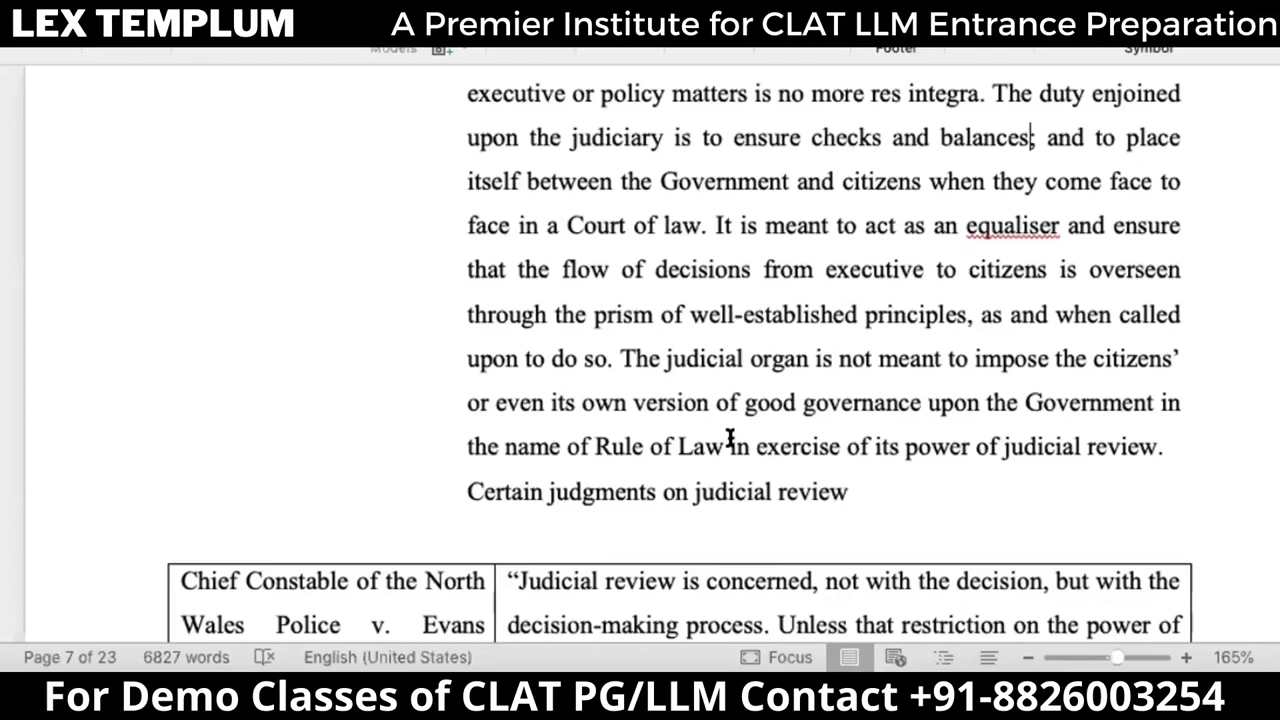 LEX TEMPLUM
A Premier Institute for CLAT LLM Entrance Preparation
Models
Footer
Symbol
executive or policy matters is no more res integra. The duty enjoined
upon the judiciary is to ensure checks and balances; and to place
itself between the Government and citizens when they come face to
face in a Court of law. It is meant to act as an equaliser and ensure
that the flow of decisions from executive to citizens is overseen
through the prism of well-established principles, as and when called
upon to do so. The judicial organ is not meant to impose the citizens’
or even its own version of good governance upon the Government in
the name of Rule of Law in exercise of its power of judicial review.
Certain judgments on judicial review
Chief Constable of the North
Wales Police v. Evans
“Judicial review is concerned, not with the decision, but with the
decision-making process. Unless that restriction on the power of
Page 7 of 23
6827 words
English (United States)
Focus
165%
For Demo Classes of CLAT PG/LLM Contact +91-8826003254